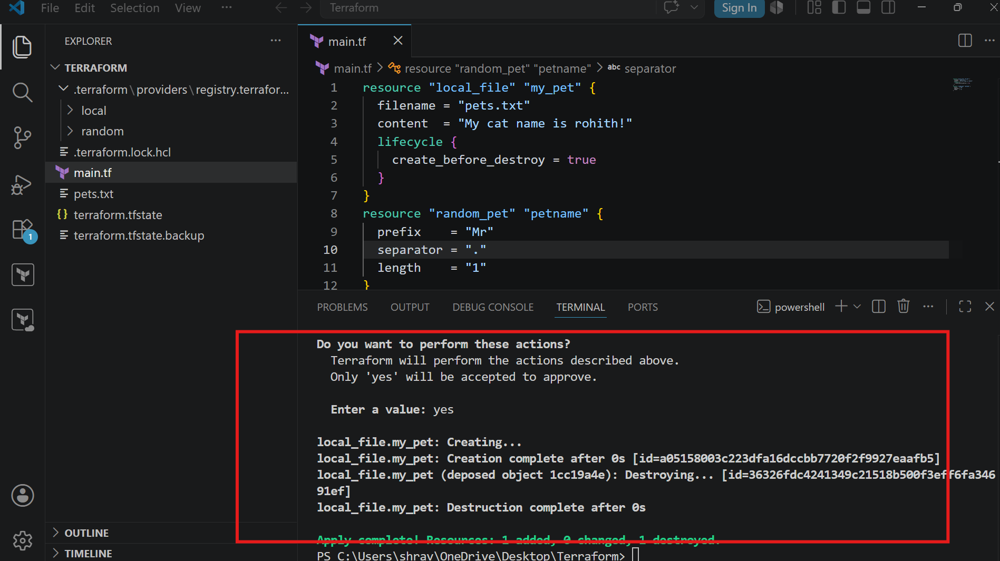 File Edit Selection View ··· Terraform Sign In
EXPLORER ···
TERRAFORM
.terraform\providers\registry.terrafor...
local
random
.terraform.lock.hcl
main.tf
pets.txt
{} terraform.tfstate
terraform.tfstate.backup
1
OUTLINE
TIMELINE
main.tf
main.tf > resource "random_pet" "petname" > abc separator
1 resource "local_file" "my_pet" {
2 filename = "pets.txt"
3 content = "My cat name is rohith!"
4 lifecycle {
5 create_before_destroy = true
6 }
7 }
8 resource "random_pet" "petname" {
9 prefix = "Mr"
10 separator = "."
11 length = "1"
12 }
PROBLEMS OUTPUT DEBUG CONSOLE TERMINAL PORTS powershell
Do you want to perform these actions?
Terraform will perform the actions described above.
Only 'yes' will be accepted to approve.
Enter a value: yes
local_file.my_pet: Creating...
local_file.my_pet: Creation complete after 0s [id=a05158003c223dfa16dccbb7720f2f9927eaafb5]
local_file.my_pet (deposed object 1cc19a4e): Destroying... [id=36326fdc4241349c21518b500f3eff6fa346
91ef]
local_file.my_pet: Destruction complete after 0s
Apply complete! Resources: 1 added, 0 changed, 1 destroyed.
PS C:\Users\shrav\OneDrive\Desktop\Terraform>